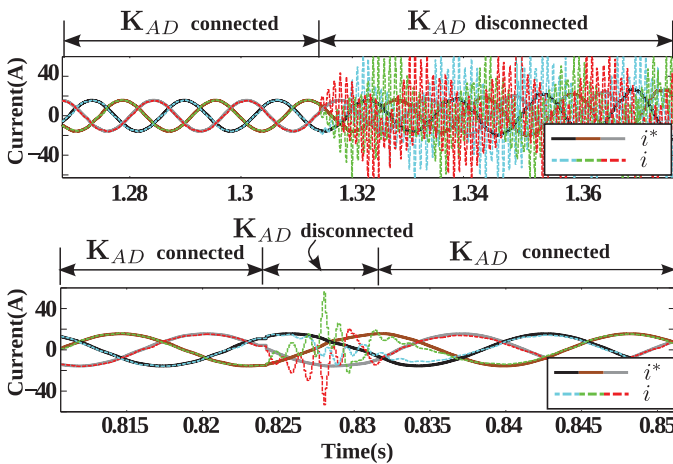 K_AD connected K_AD disconnected
Current(A)
40
0
−40
i*
i
1.28 1.3 1.32 1.34 1.36
K_AD connected K_AD disconnected K_AD connected
Current(A)
40
0
−40
i*
i
0.815 0.82 0.825 0.83 0.835 0.84 0.845 0.85
Time(s)